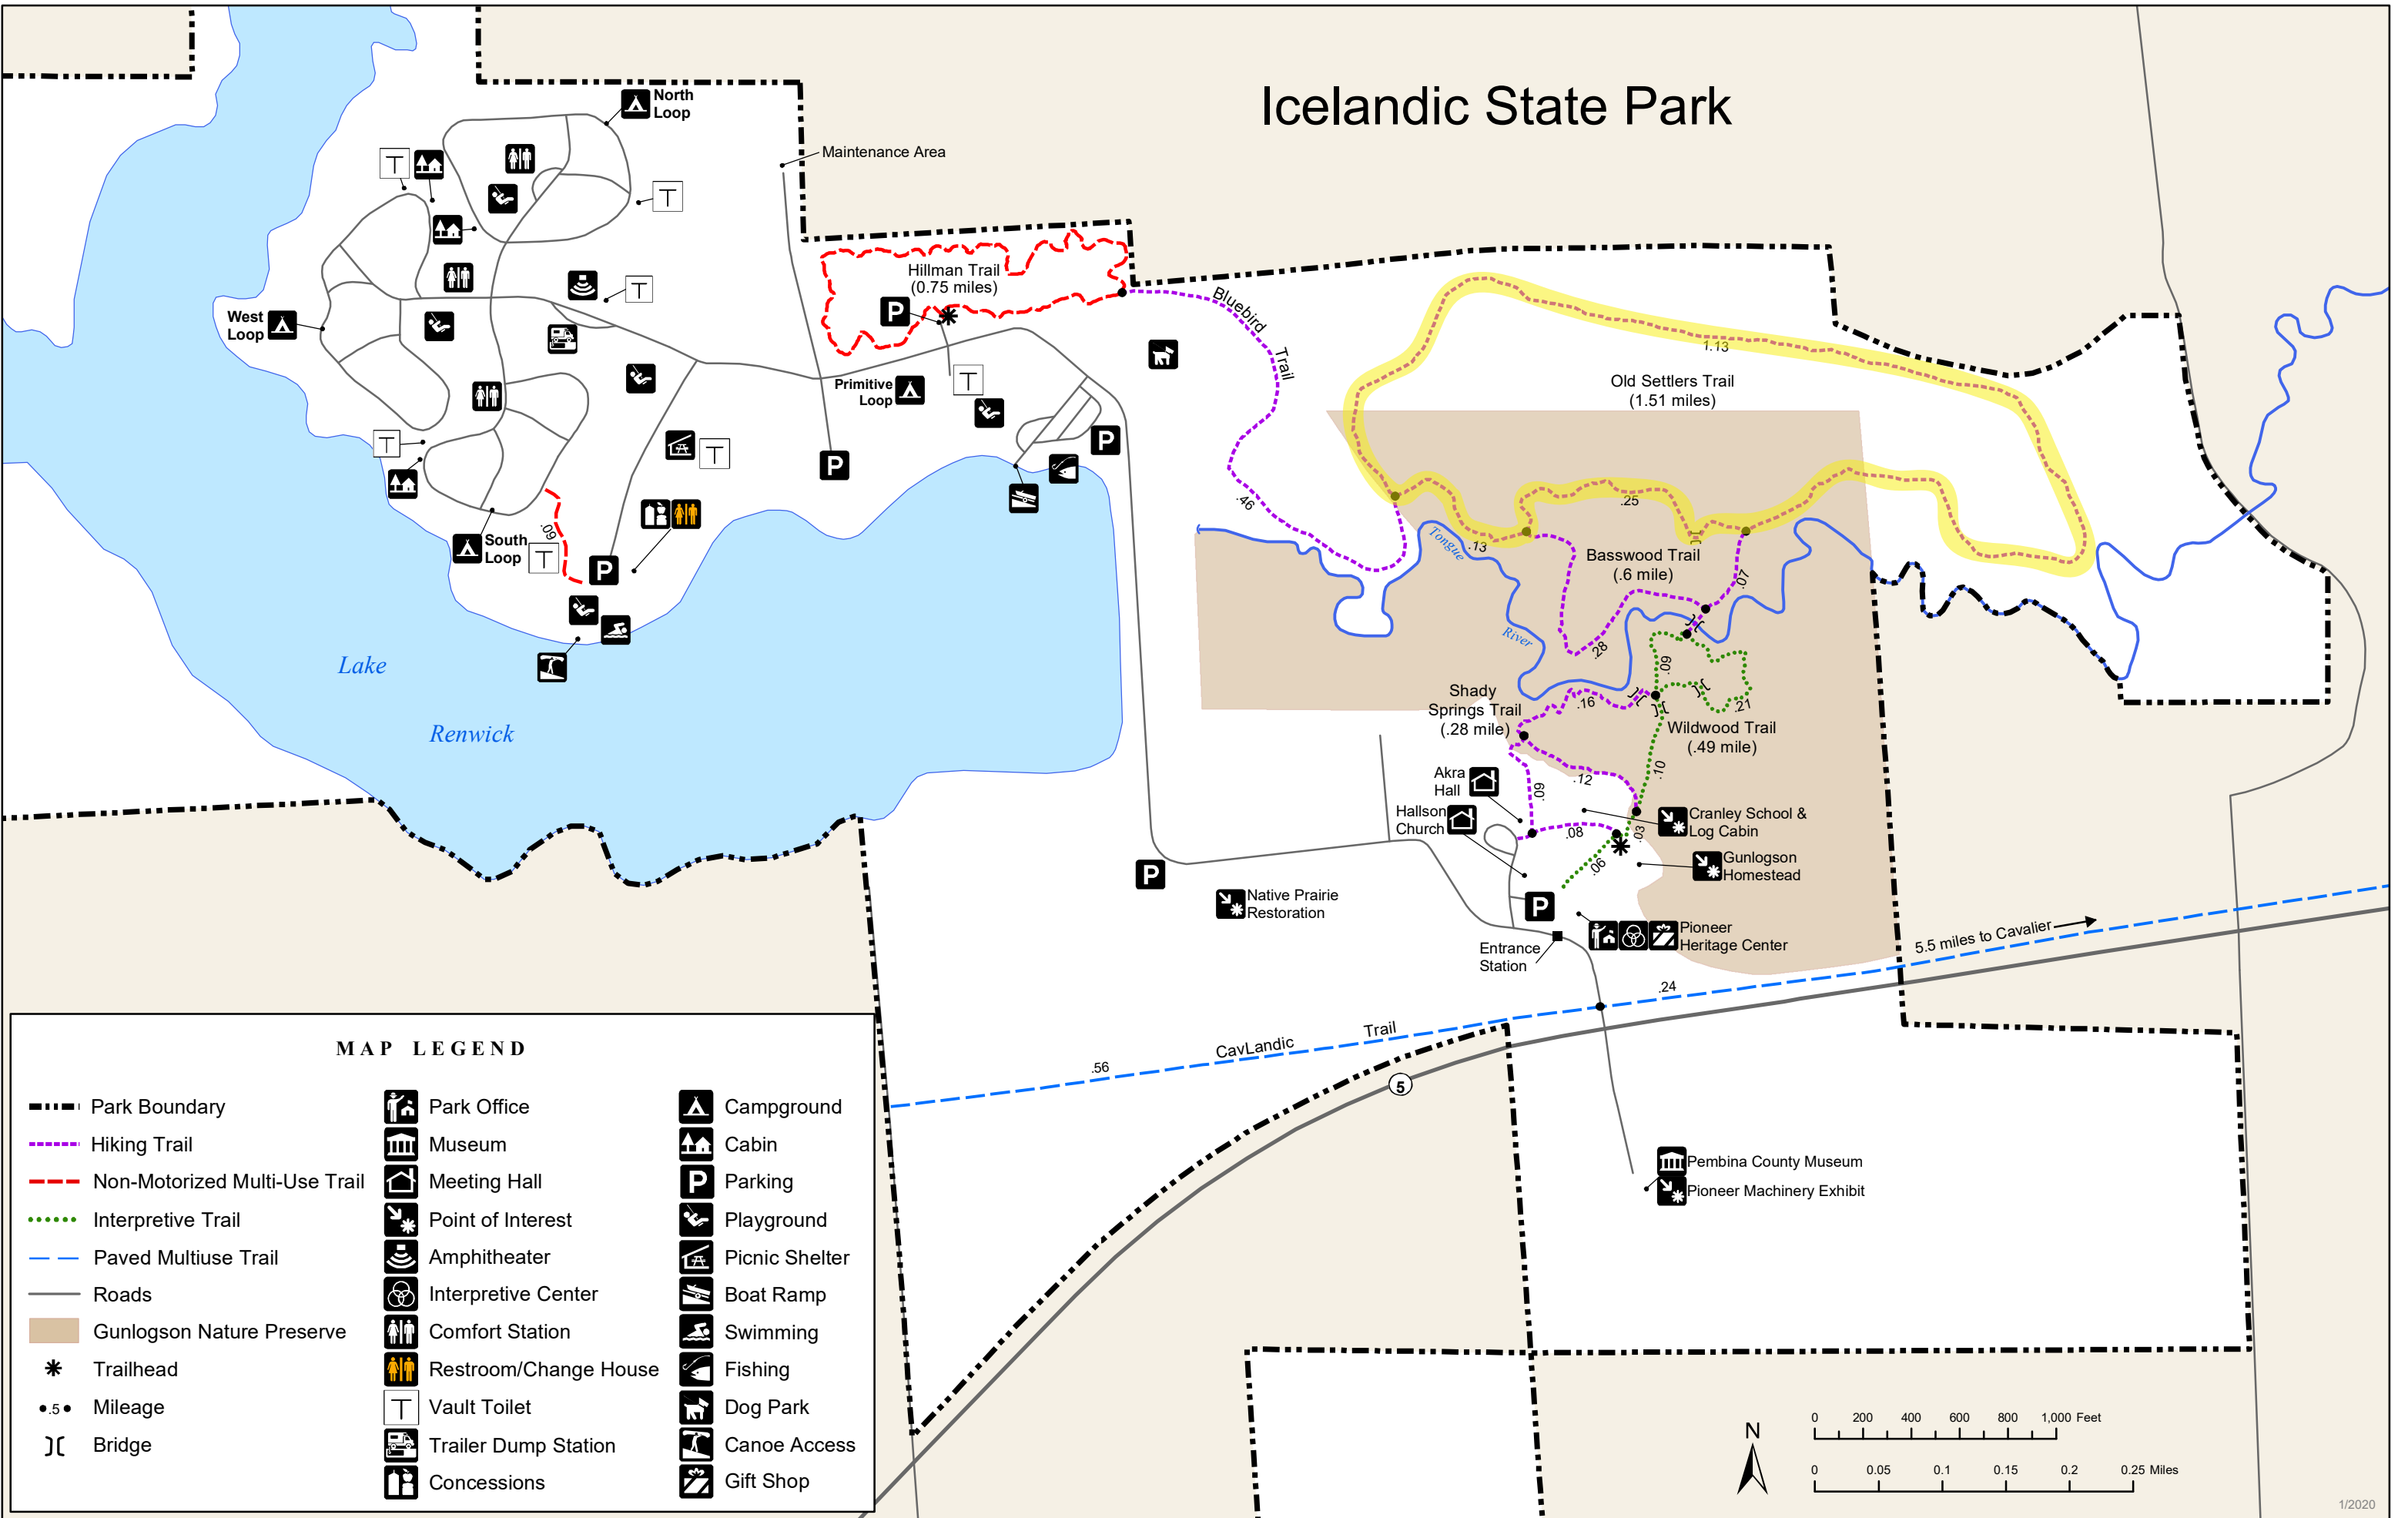 Icelandic State Park
North
Loop
Maintenance Area
West
Loop
Hillman Trail
(0.75 miles)
Bluebird
Trail
1.13
Old Settlers Trail
(1.51 miles)
Primitive
Loop
.46
.25
.13
Tongue
River
Basswood Trail
(.6 mile)
.07
.28
South
Loop
.09
Lake
Renwick
Shady
Springs Trail
(.28 mile)
.16
.09
.21
Wildwood Trail
(.49 mile)
.10
.12
.09
Akra
Hall
Hallson
Church
.08
.03
.06
Cranley School &
Log Cabin
Gunlogson
Homestead
Native Prairie
Restoration
Pioneer
Heritage Center
Entrance
Station
5.5 miles to Cavalier
.24
CavLandic
Trail
.56
5
Pembina County Museum
Pioneer Machinery Exhibit
P
P
P
P
P
P
T
T
T
T
T
T
T
MAP LEGEND
Park Boundary
Hiking Trail
Non-Motorized Multi-Use Trail
Interpretive Trail
Paved Multiuse Trail
Roads
Gunlogson Nature Preserve
Trailhead
.5 Mileage
Bridge
Park Office
Museum
Meeting Hall
Point of Interest
Amphitheater
Interpretive Center
Comfort Station
Restroom/Change House
T Vault Toilet
Trailer Dump Station
Concessions
Campground
Cabin
P Parking
Playground
Picnic Shelter
Boat Ramp
Swimming
Fishing
Dog Park
Canoe Access
Gift Shop
N
0 200 400 600 800 1,000 Feet
0 0.05 0.1 0.15 0.2 0.25 Miles
1/2020